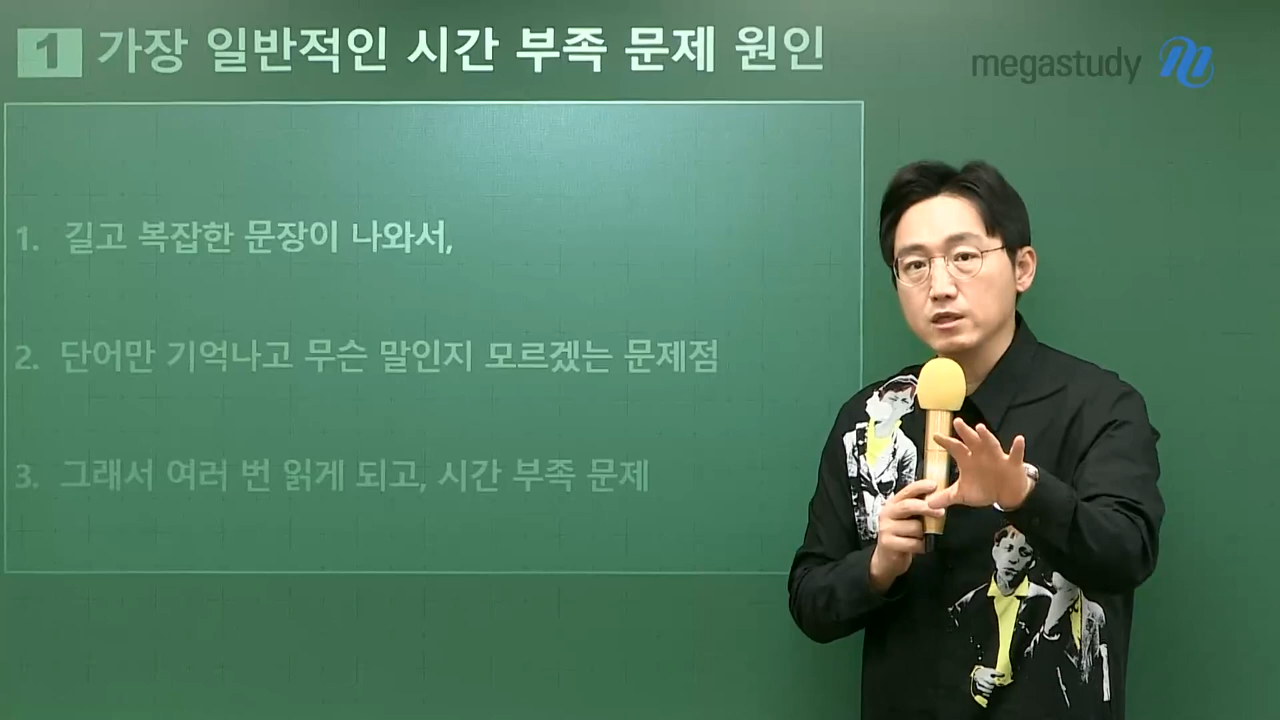 1 가장 일반적인 시간 부족 문제 원인
megastudy
1. 길고 복잡한 문장이 나와서,
2. 단어만 기억나고 무슨 말인지 모르겠는 문제점
3. 그래서 여러 번 읽게 되고, 시간 부족 문제